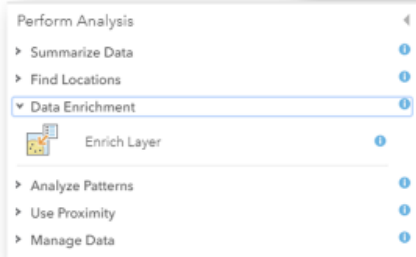 Perform Analysis
Summarize Data
Find Locations
Data Enrichment
Enrich Layer
Analyze Patterns
Use Proximity
Manage Data